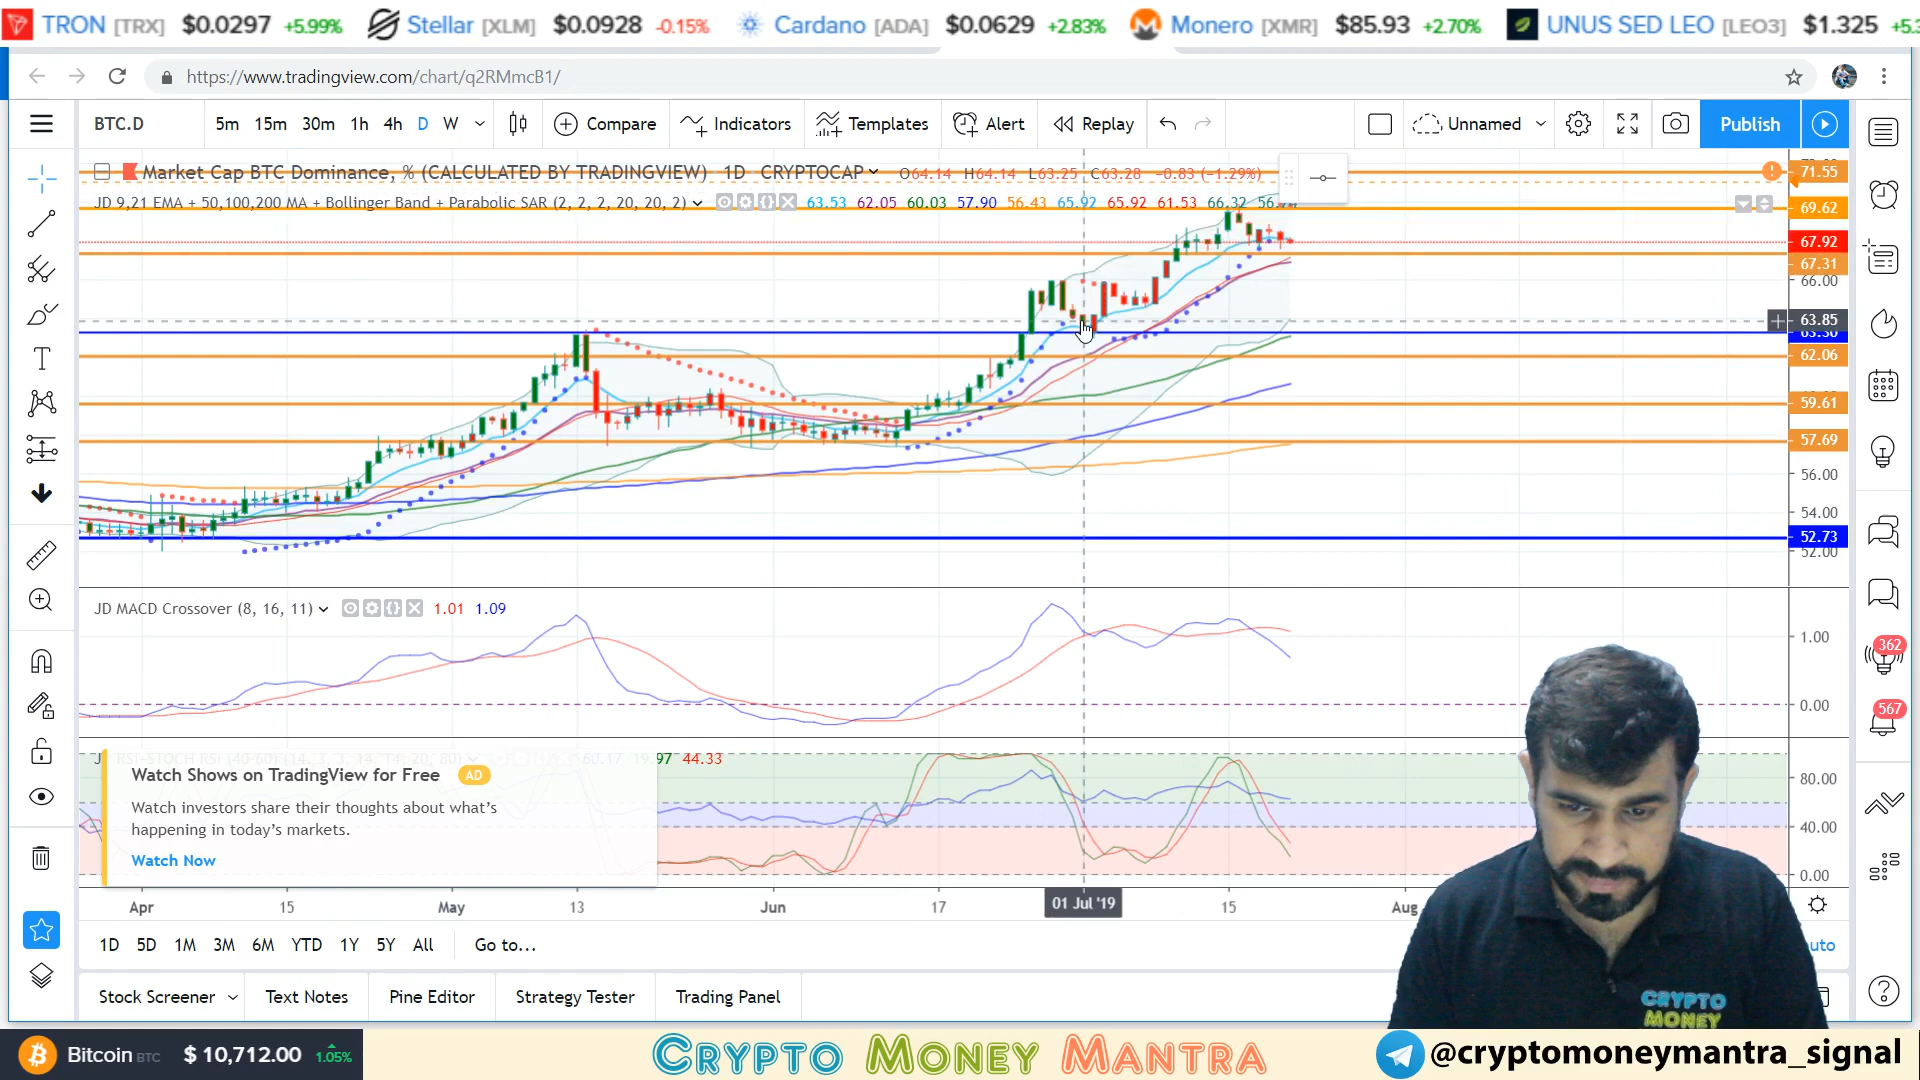 TRON [TRX] $0.0297 +5.99% Stellar [XLM] $0.0928 -0.15% Cardano [ADA] $0.0629 +2.83% Monero [XMR] $85.93 +2.70% UNUS SED LEO [LEO3] $1.325
https://www.tradingview.com/chart/q2RMmcB1/
BTC.D 5m 15m 30m 1h 4h D W Compare Indicators Templates Alert Replay Unnamed Publish
Market Cap BTC Dominance, % (CALCULATED BY TRADINGVIEW) 1D CRYPTOCAP O64.14 H64.14 L63.25 C63.28 -0.83 (-1.29%)
JD 9,21 EMA + 50,100,200 MA + Bollinger Band + Parabolic SAR (2, 2, 2, 20, 20, 2) 63.53 62.05 60.03 57.90 56.43 65.92 65.92 61.53 66.32
71.55
69.62
67.92
67.31
66.00
63.85
62.06
59.61
57.69
56.00
54.00
52.73
52.00
JD MACD Crossover (8, 16, 11) 1.01 1.09
1.00
0.00
362
567
44.33
80.00
40.00
0.00
Watch Shows on TradingView for Free AD
Watch investors share their thoughts about what's
happening in today's markets.
Watch Now
Apr 15 May 13 Jun 17 01 Jul '19 15 Aug
1D 5D 1M 3M 6M YTD 1Y 5Y All Go to...
Stock Screener Text Notes Pine Editor Strategy Tester Trading Panel
CRYPTO
MONEY
Bitcoin BTC $ 10,712.00 1.05% CRYPTO MONEY MANTRA @cryptomoneymantra_signal